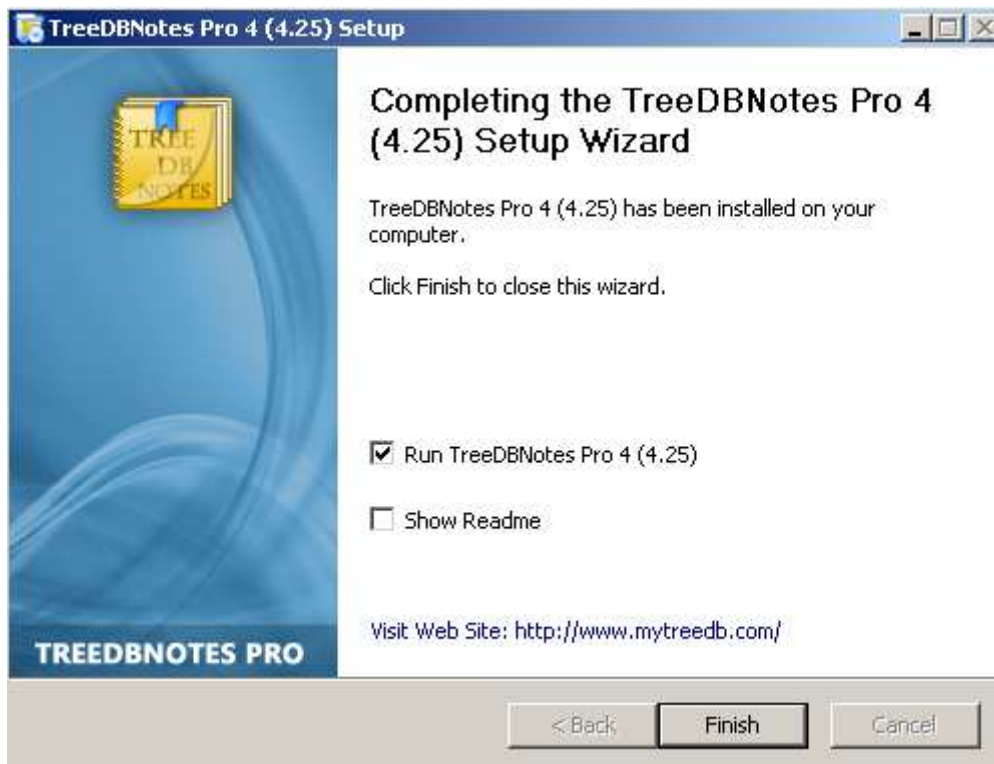 TreeDBNotes Pro 4 (4.25) Setup
TREE
DB
NOTES
Completing the TreeDBNotes Pro 4
(4.25) Setup Wizard
TreeDBNotes Pro 4 (4.25) has been installed on your
computer.
Click Finish to close this wizard.
Run TreeDBNotes Pro 4 (4.25)
Show Readme
Visit Web Site: http://www.mytreedb.com/
TREEDBNOTES PRO
< Back
Finish
Cancel